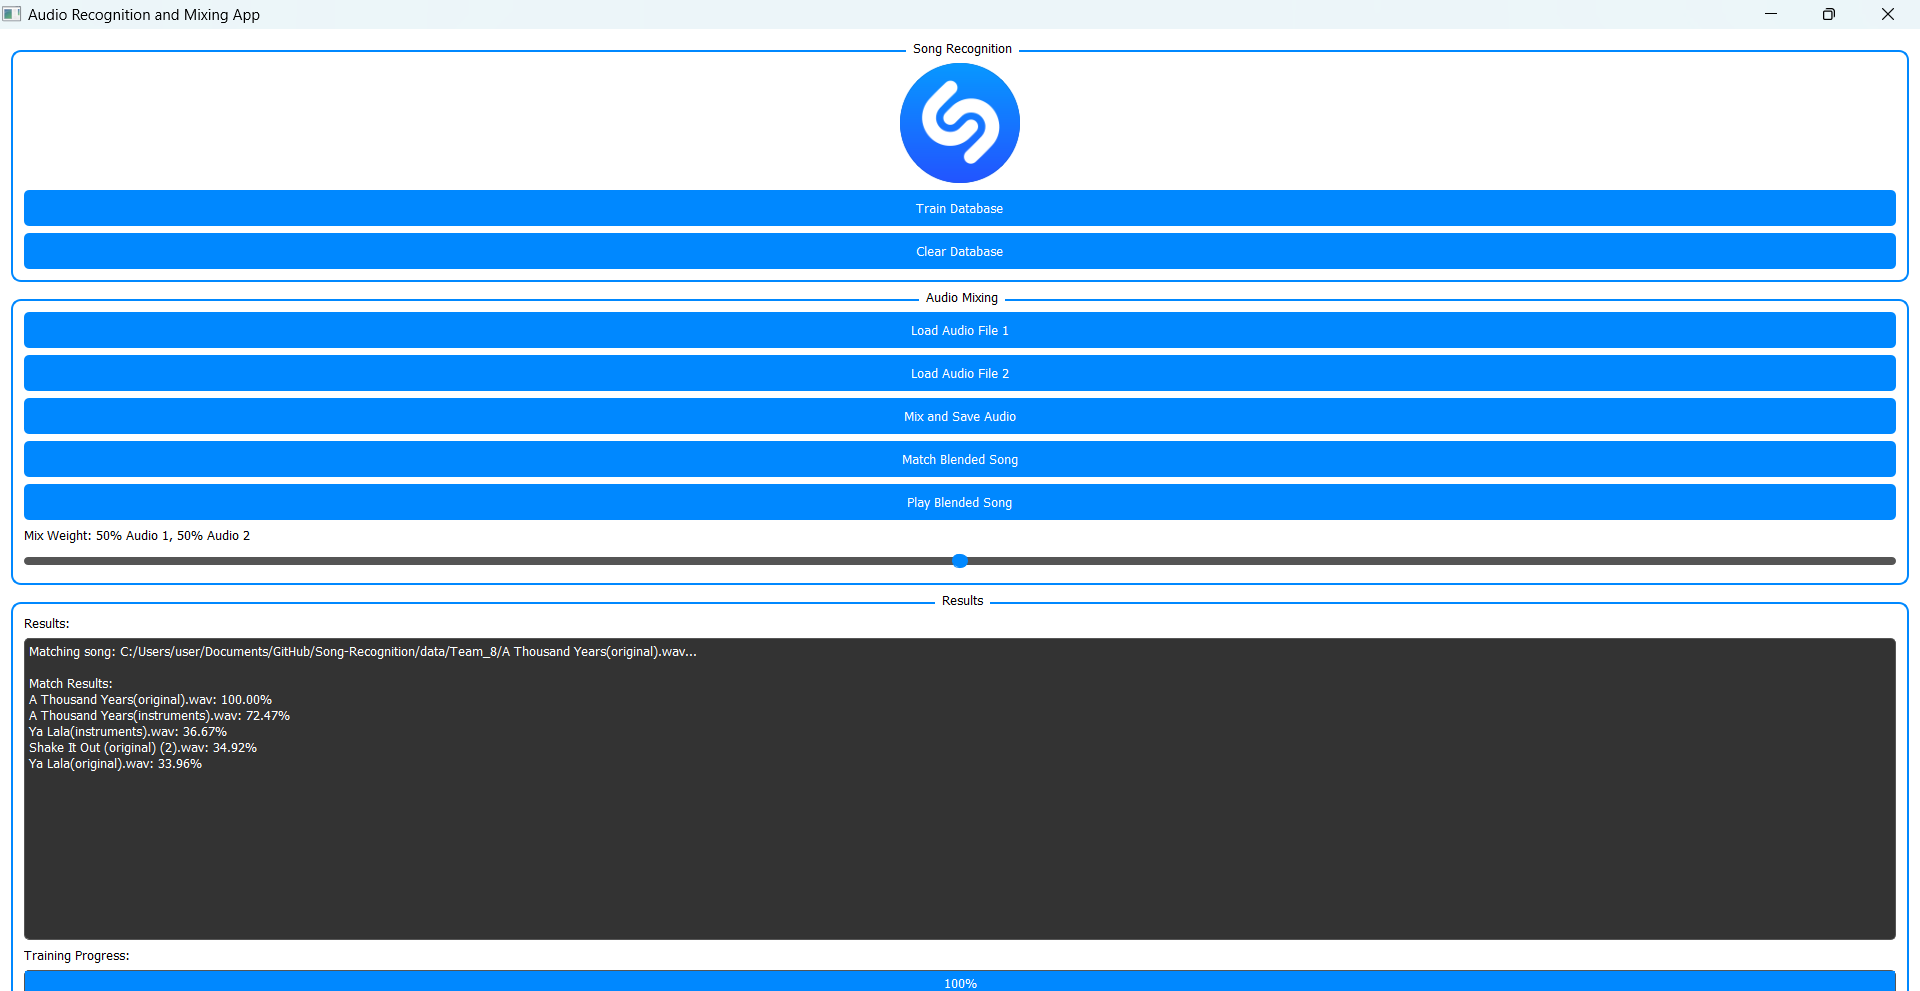 Audio Recognition and Mixing App
Song Recognition
Train Database
Clear Database
Audio Mixing
Load Audio File 1
Load Audio File 2
Mix and Save Audio
Match Blended Song
Play Blended Song
Mix Weight: 50% Audio 1, 50% Audio 2
Results
Results:
Matching song: C:/Users/user/Documents/GitHub/Song-Recognition/data/Team_8/A Thousand Years(original).wav...
Match Results:
A Thousand Years(original).wav: 100.00%
A Thousand Years(instruments).wav: 72.47%
Ya Lala(instruments).wav: 36.67%
Shake It Out (original) (2).wav: 34.92%
Ya Lala(original).wav: 33.96%
Training Progress:
100%